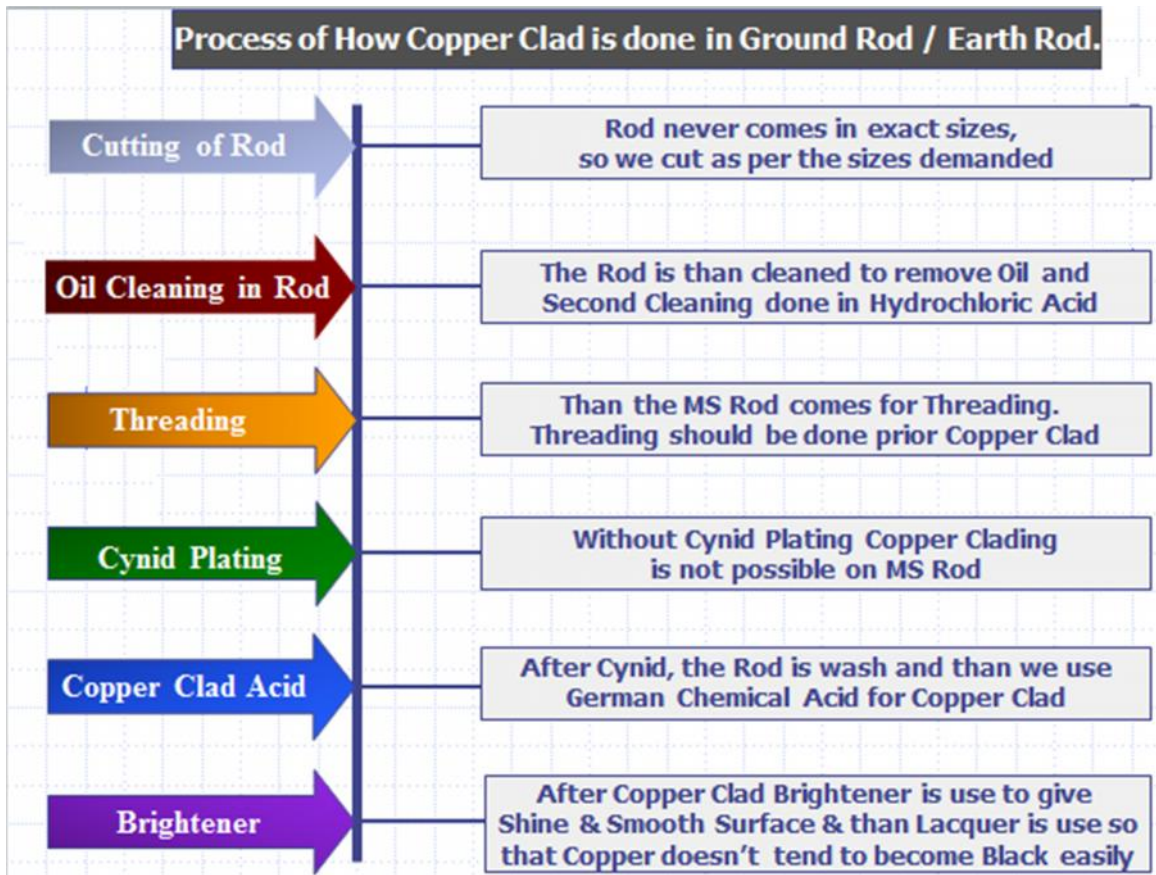 Process of How Copper Clad is done in Ground Rod / Earth Rod.
Cutting of Rod
Rod never comes in exact sizes,
so we cut as per the sizes demanded
Oil Cleaning in Rod
The Rod is than cleaned to remove Oil and
Second Cleaning done in Hydrochloric Acid
Threading
Than the MS Rod comes for Threading.
Threading should be done prior Copper Clad
Cynid Plating
Without Cynid Plating Copper Clading
is not possible on MS Rod
Copper Clad Acid
After Cynid, the Rod is wash and than we use
German Chemical Acid for Copper Clad
Brightener
After Copper Clad Brightener is use to give
Shine & Smooth Surface & than Lacquer is use so
that Copper doesn't tend to become Black easily